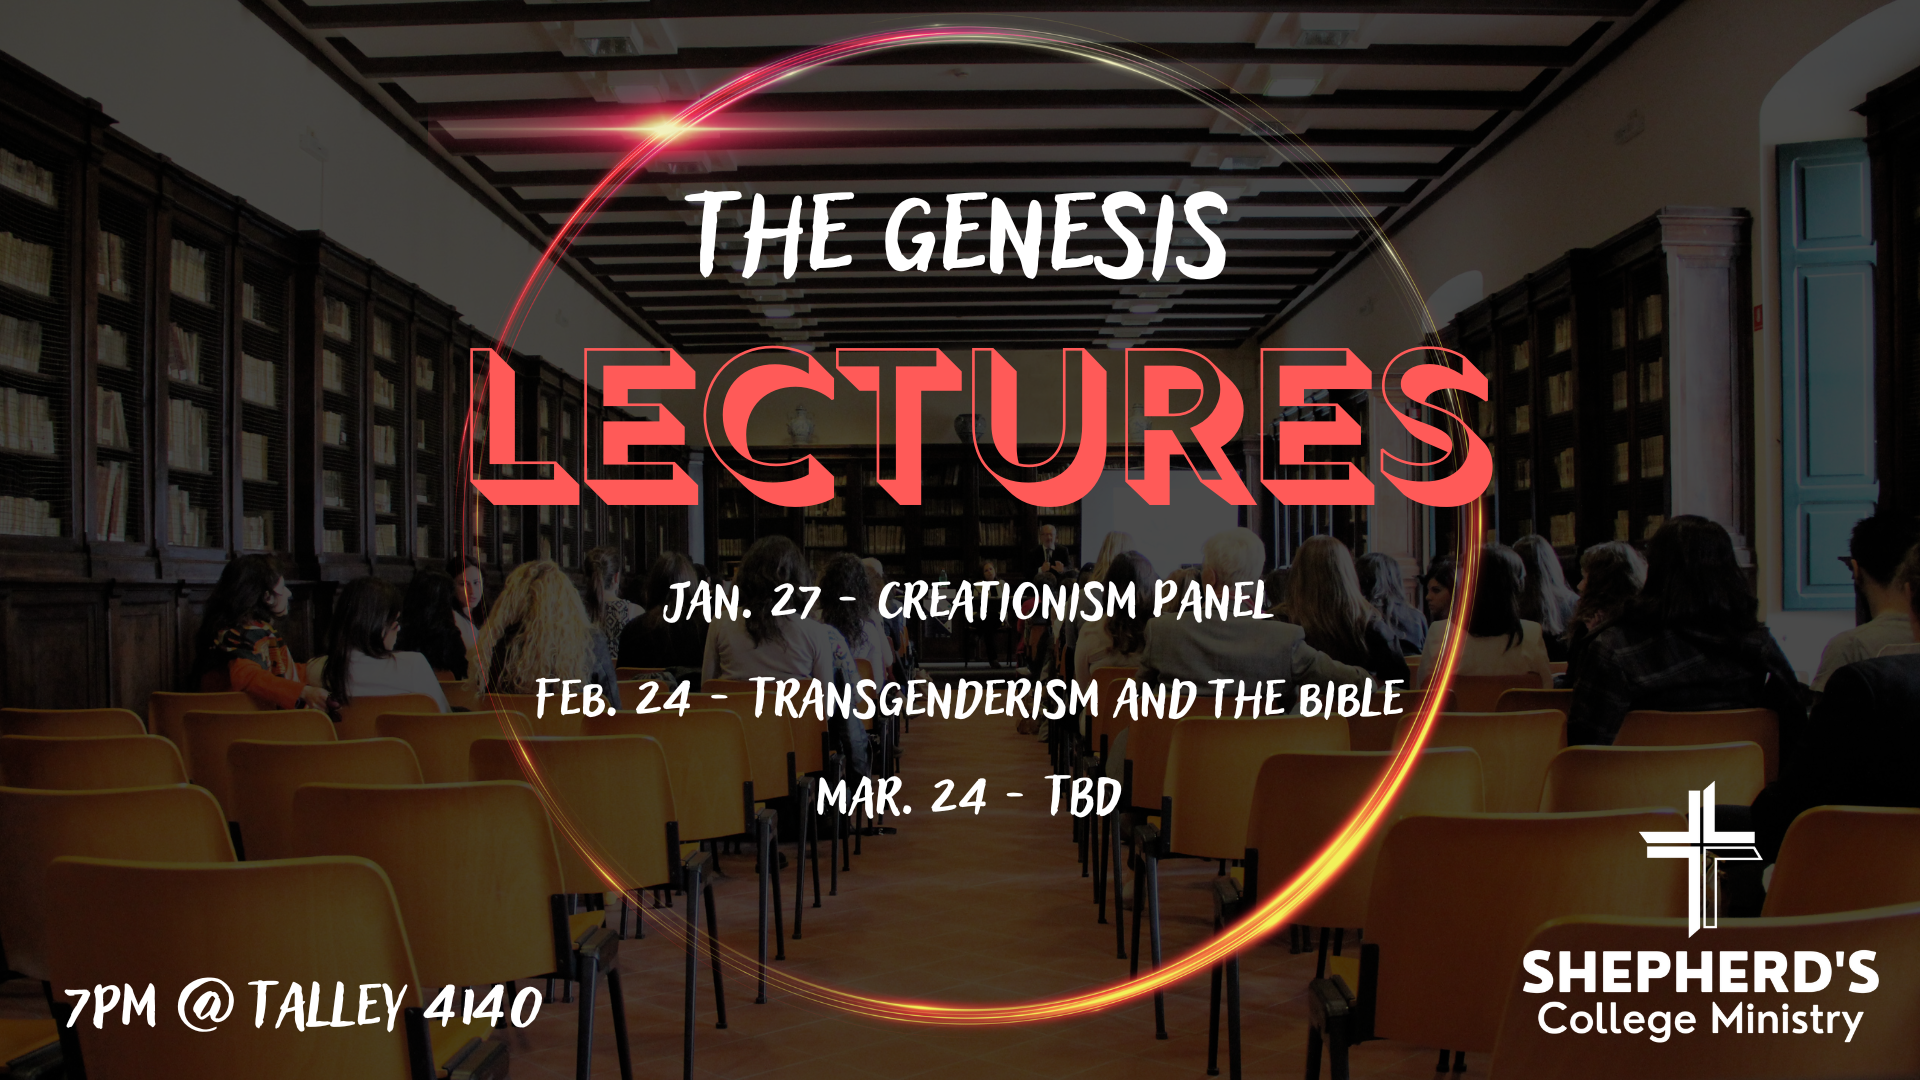 THE GENESIS
LECTURES
JAN. 27 - CREATIONISM PANEL
FEB. 24 - TRANSGENDERISM AND THE BIBLE
MAR. 24 - TBD
7PM @ TALLEY 4140
SHEPHERD'S
College Ministry